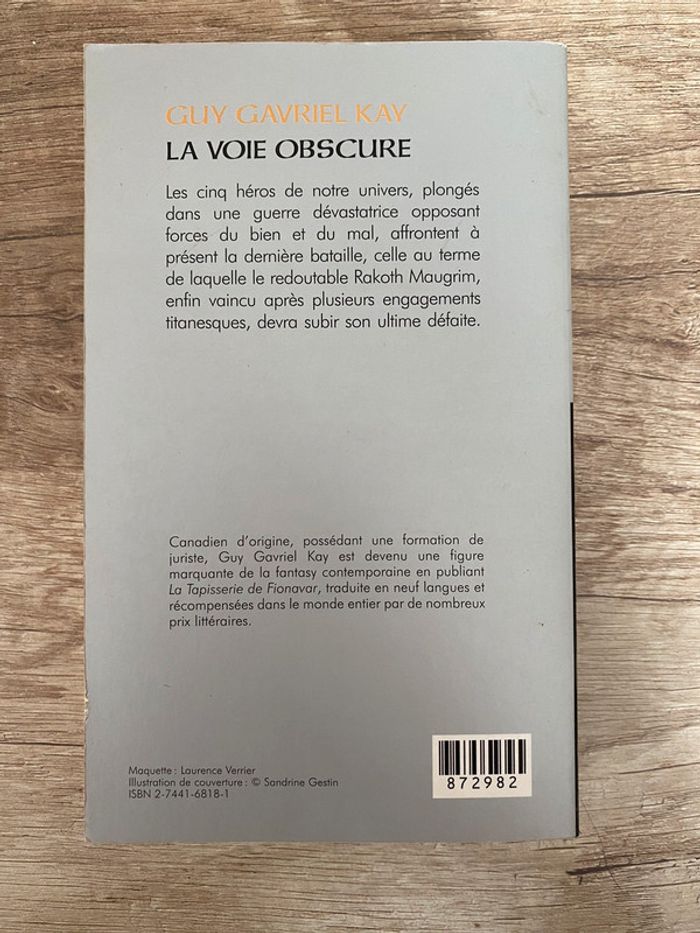 GUY GAVRIEL KAY
LA VOIE OBSCURE
Les cinq héros de notre univers, plongés
dans une guerre dévastatrice opposant
forces du bien et du mal, affrontent à
présent la dernière bataille, celle au terme
de laquelle le redoutable Rakoth Maugrim,
enfin vaincu après plusieurs engagements
titanesques, devra subir son ultime défaite.
Canadien d'origine, possédant une formation de
juriste, Guy Gavriel Kay est devenu une figure
marquante de la fantasy contemporaine en publiant
La Tapisserie de Fionavar, traduite en neuf langues et
récompensées dans le monde entier par de nombreux
prix littéraires.
Maquette : Laurence Verrier
Illustration de couverture : © Sandrine Gestin
ISBN 2-7441-6818-1
872982